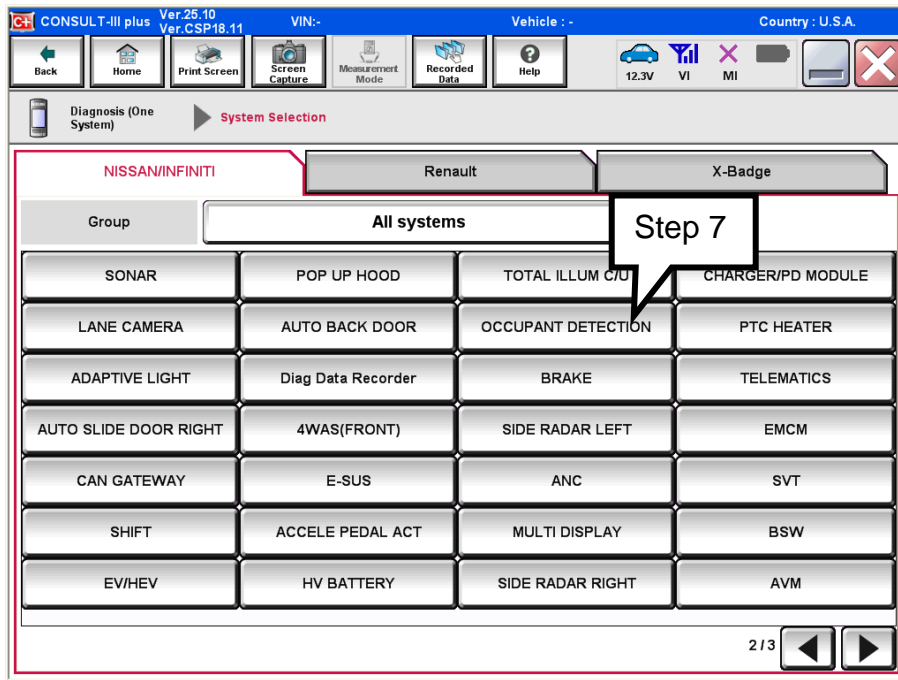 CONSULT-III plus Ver.25.10 Ver.CSP18.11 VIN:- Vehicle : - Country : U.S.A.
Back Home Print Screen Screen Capture Measurement Mode Recorded Data Help 12.3V VI MI
Diagnosis (One System) System Selection
NISSAN/INFINITI Renault X-Badge
Group All systems
Step 7
SONAR POP UP HOOD TOTAL ILLUM C/U CHARGER/PD MODULE
LANE CAMERA AUTO BACK DOOR OCCUPANT DETECTION PTC HEATER
ADAPTIVE LIGHT Diag Data Recorder BRAKE TELEMATICS
AUTO SLIDE DOOR RIGHT 4WAS(FRONT) SIDE RADAR LEFT EMCM
CAN GATEWAY E-SUS ANC SVT
SHIFT ACCELE PEDAL ACT MULTI DISPLAY BSW
EV/HEV HV BATTERY SIDE RADAR RIGHT AVM
2/3